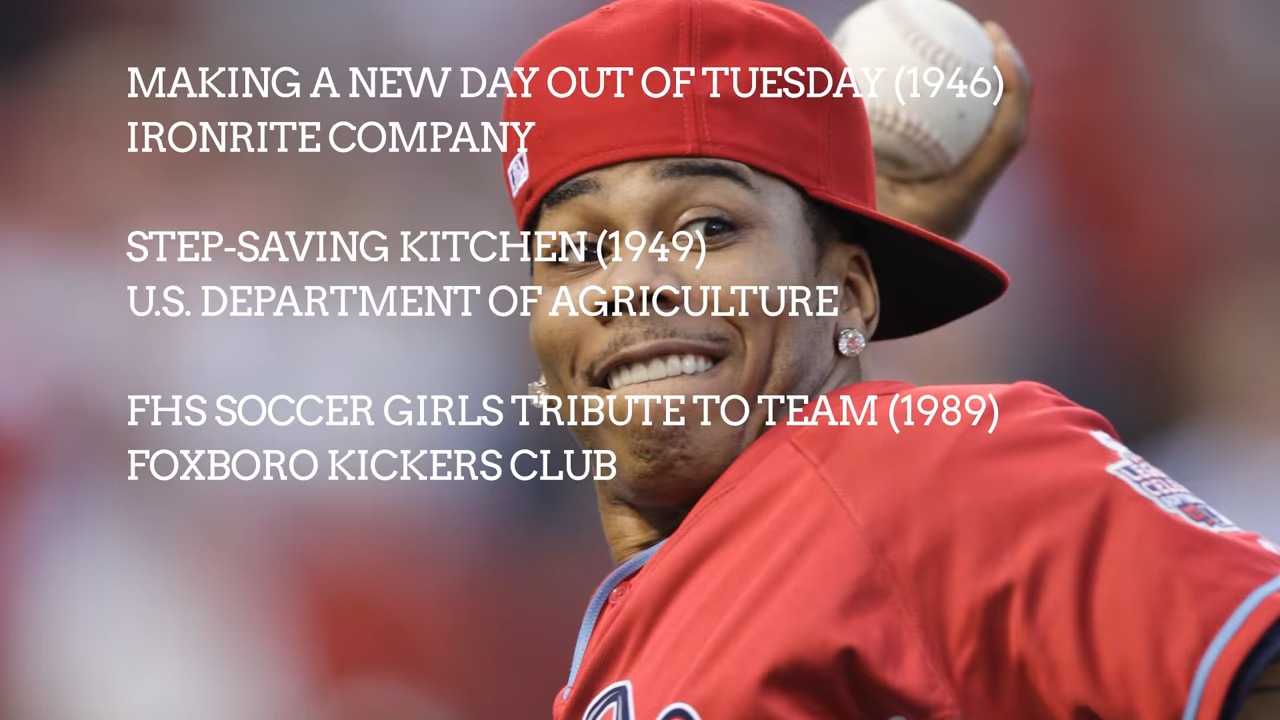 MAKING A NEW DAY OUT OF TUESDAY (1946)
IRONRITE COMPANY
STEP-SAVING KITCHEN (1949)
U.S. DEPARTMENT OF AGRICULTURE
FHS SOCCER GIRLS TRIBUTE TO TEAM (1989)
FOXBORO KICKERS CLUB